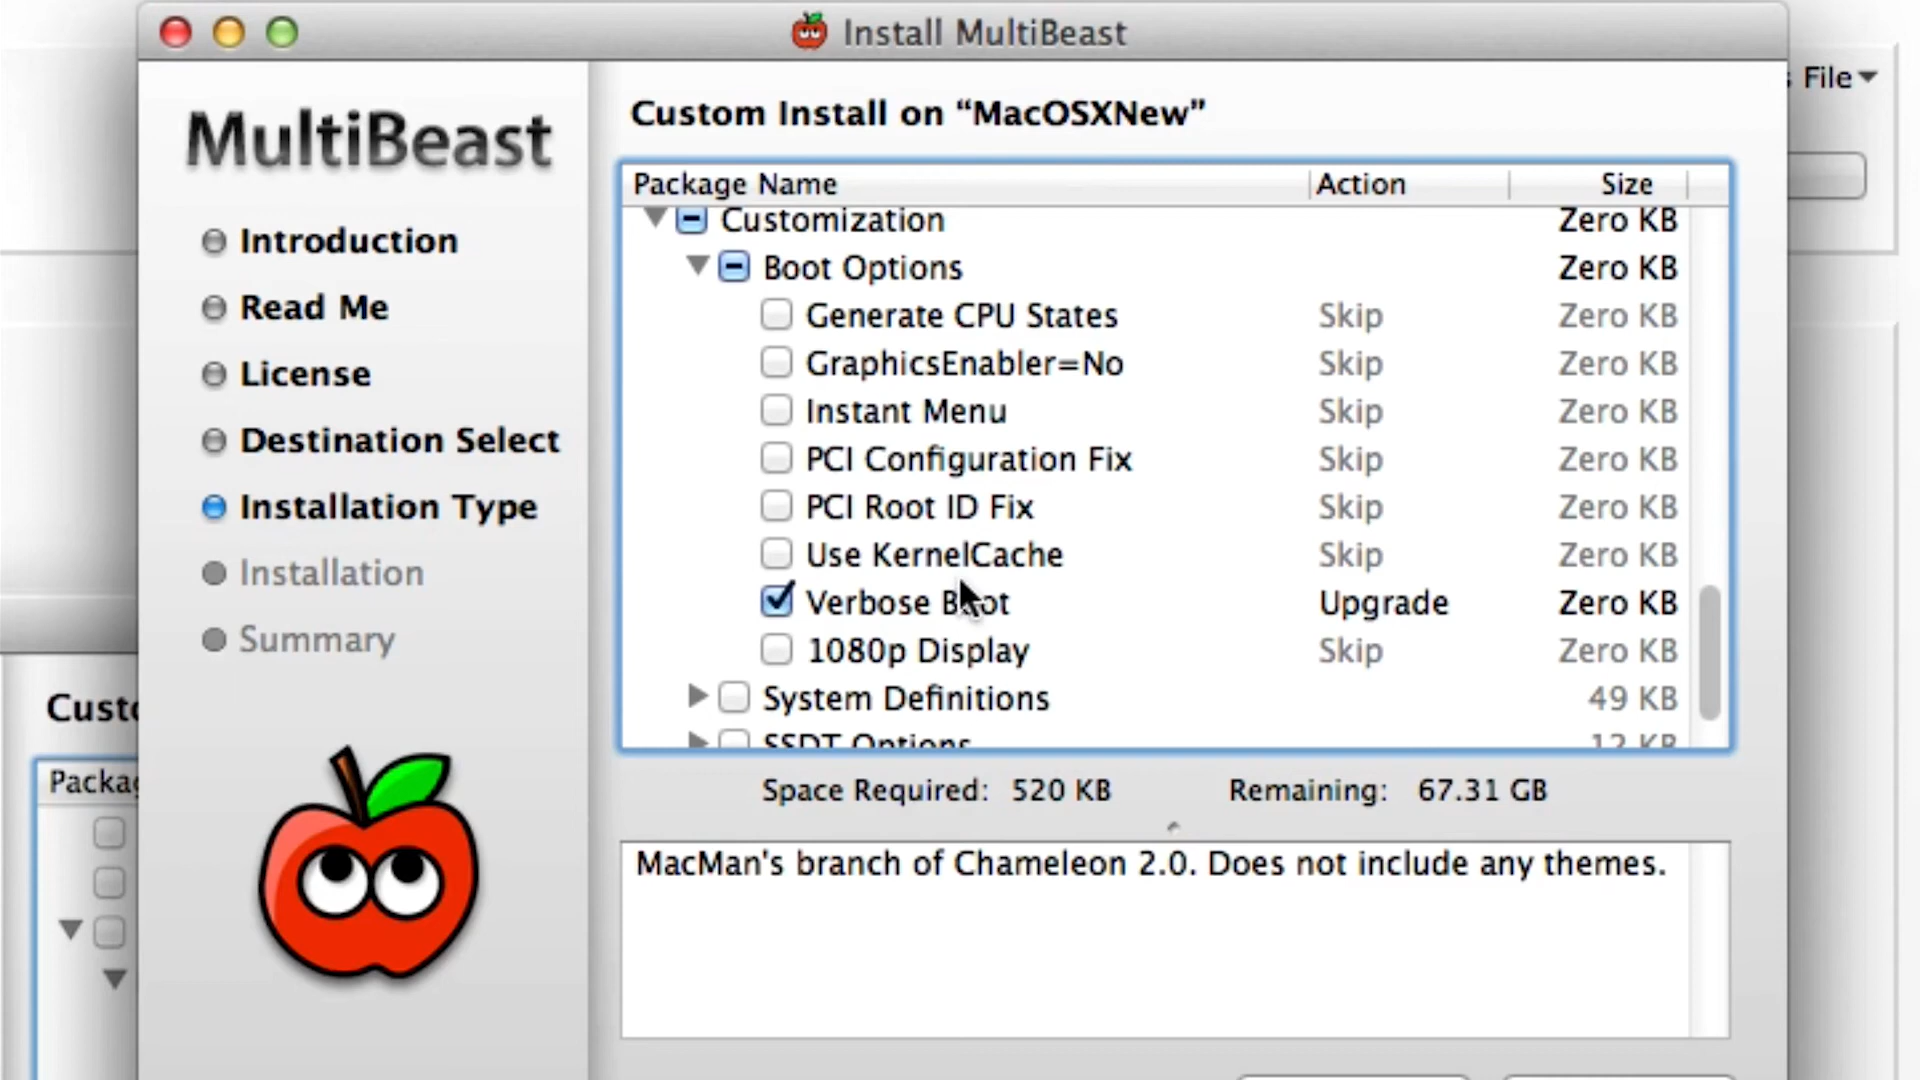 Install MultiBeast
File
MultiBeast
Introduction
Read Me
License
Destination Select
Installation Type
Installation
Summary
Custom Install on “MacOSXNew”
Package Name Action Size
Customization Zero KB
Boot Options Zero KB
Generate CPU States Skip Zero KB
GraphicsEnabler=No Skip Zero KB
Instant Menu Skip Zero KB
PCI Configuration Fix Skip Zero KB
PCI Root ID Fix Skip Zero KB
Use KernelCache Skip Zero KB
Verbose Boot Upgrade Zero KB
1080p Display Skip Zero KB
System Definitions 49 KB
SSDT Options 12 KB
Space Required: 520 KB Remaining: 67.31 GB
MacMan's branch of Chameleon 2.0. Does not include any themes.